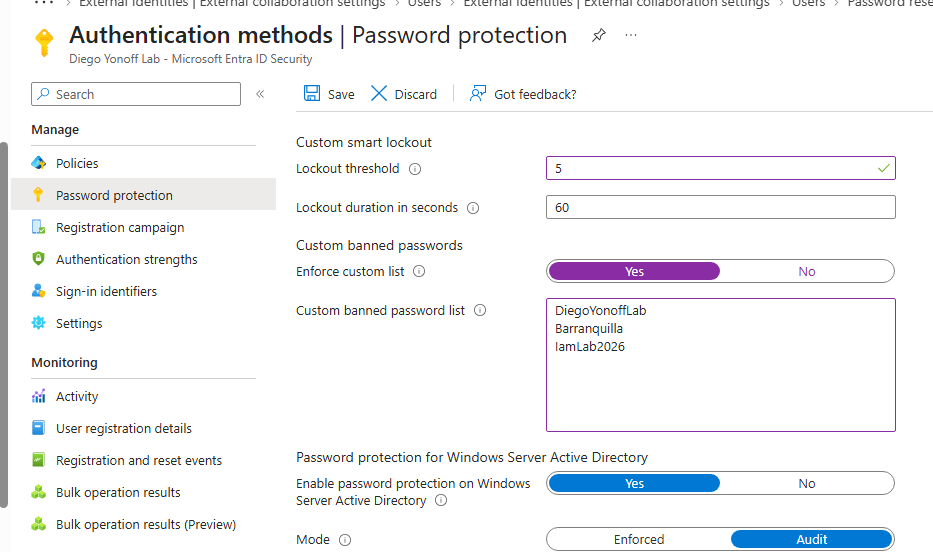 ··· > External Identities | External collaboration settings > Users > External Identities | External collaboration settings > Users > Password rese
Authentication methods | Password protection
Diego Yonoff Lab - Microsoft Entra ID Security
Search
Save
Discard
Got feedback?
Manage
Policies
Password protection
Registration campaign
Authentication strengths
Sign-in identifiers
Settings
Monitoring
Activity
User registration details
Registration and reset events
Bulk operation results
Bulk operation results (Preview)
Custom smart lockout
Lockout threshold
5
Lockout duration in seconds
60
Custom banned passwords
Enforce custom list
Yes
No
Custom banned password list
DiegoYonoffLab
Barranquilla
IamLab2026
Password protection for Windows Server Active Directory
Enable password protection on Windows
Server Active Directory
Yes
No
Mode
Enforced
Audit